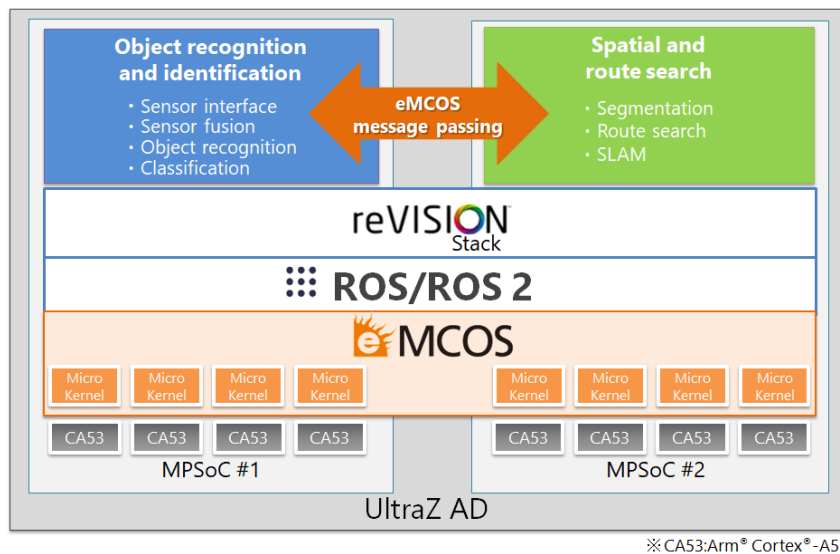 Object recognition
and identification
・Sensor interface
・Sensor fusion
・Object recognition
・Classification
eMCOS
message passing
Spatial and
route search
・Segmentation
・Route search
・SLAM
reVISION™
Stack
ROS/ROS 2
eMCOS
Micro Kernel
Micro Kernel
Micro Kernel
Micro Kernel
Micro Kernel
Micro Kernel
Micro Kernel
Micro Kernel
CA53 CA53 CA53 CA53 CA53 CA53 CA53 CA53
MPSoC #1
MPSoC #2
UltraZ AD
※CA53:Arm® Cortex®-A5